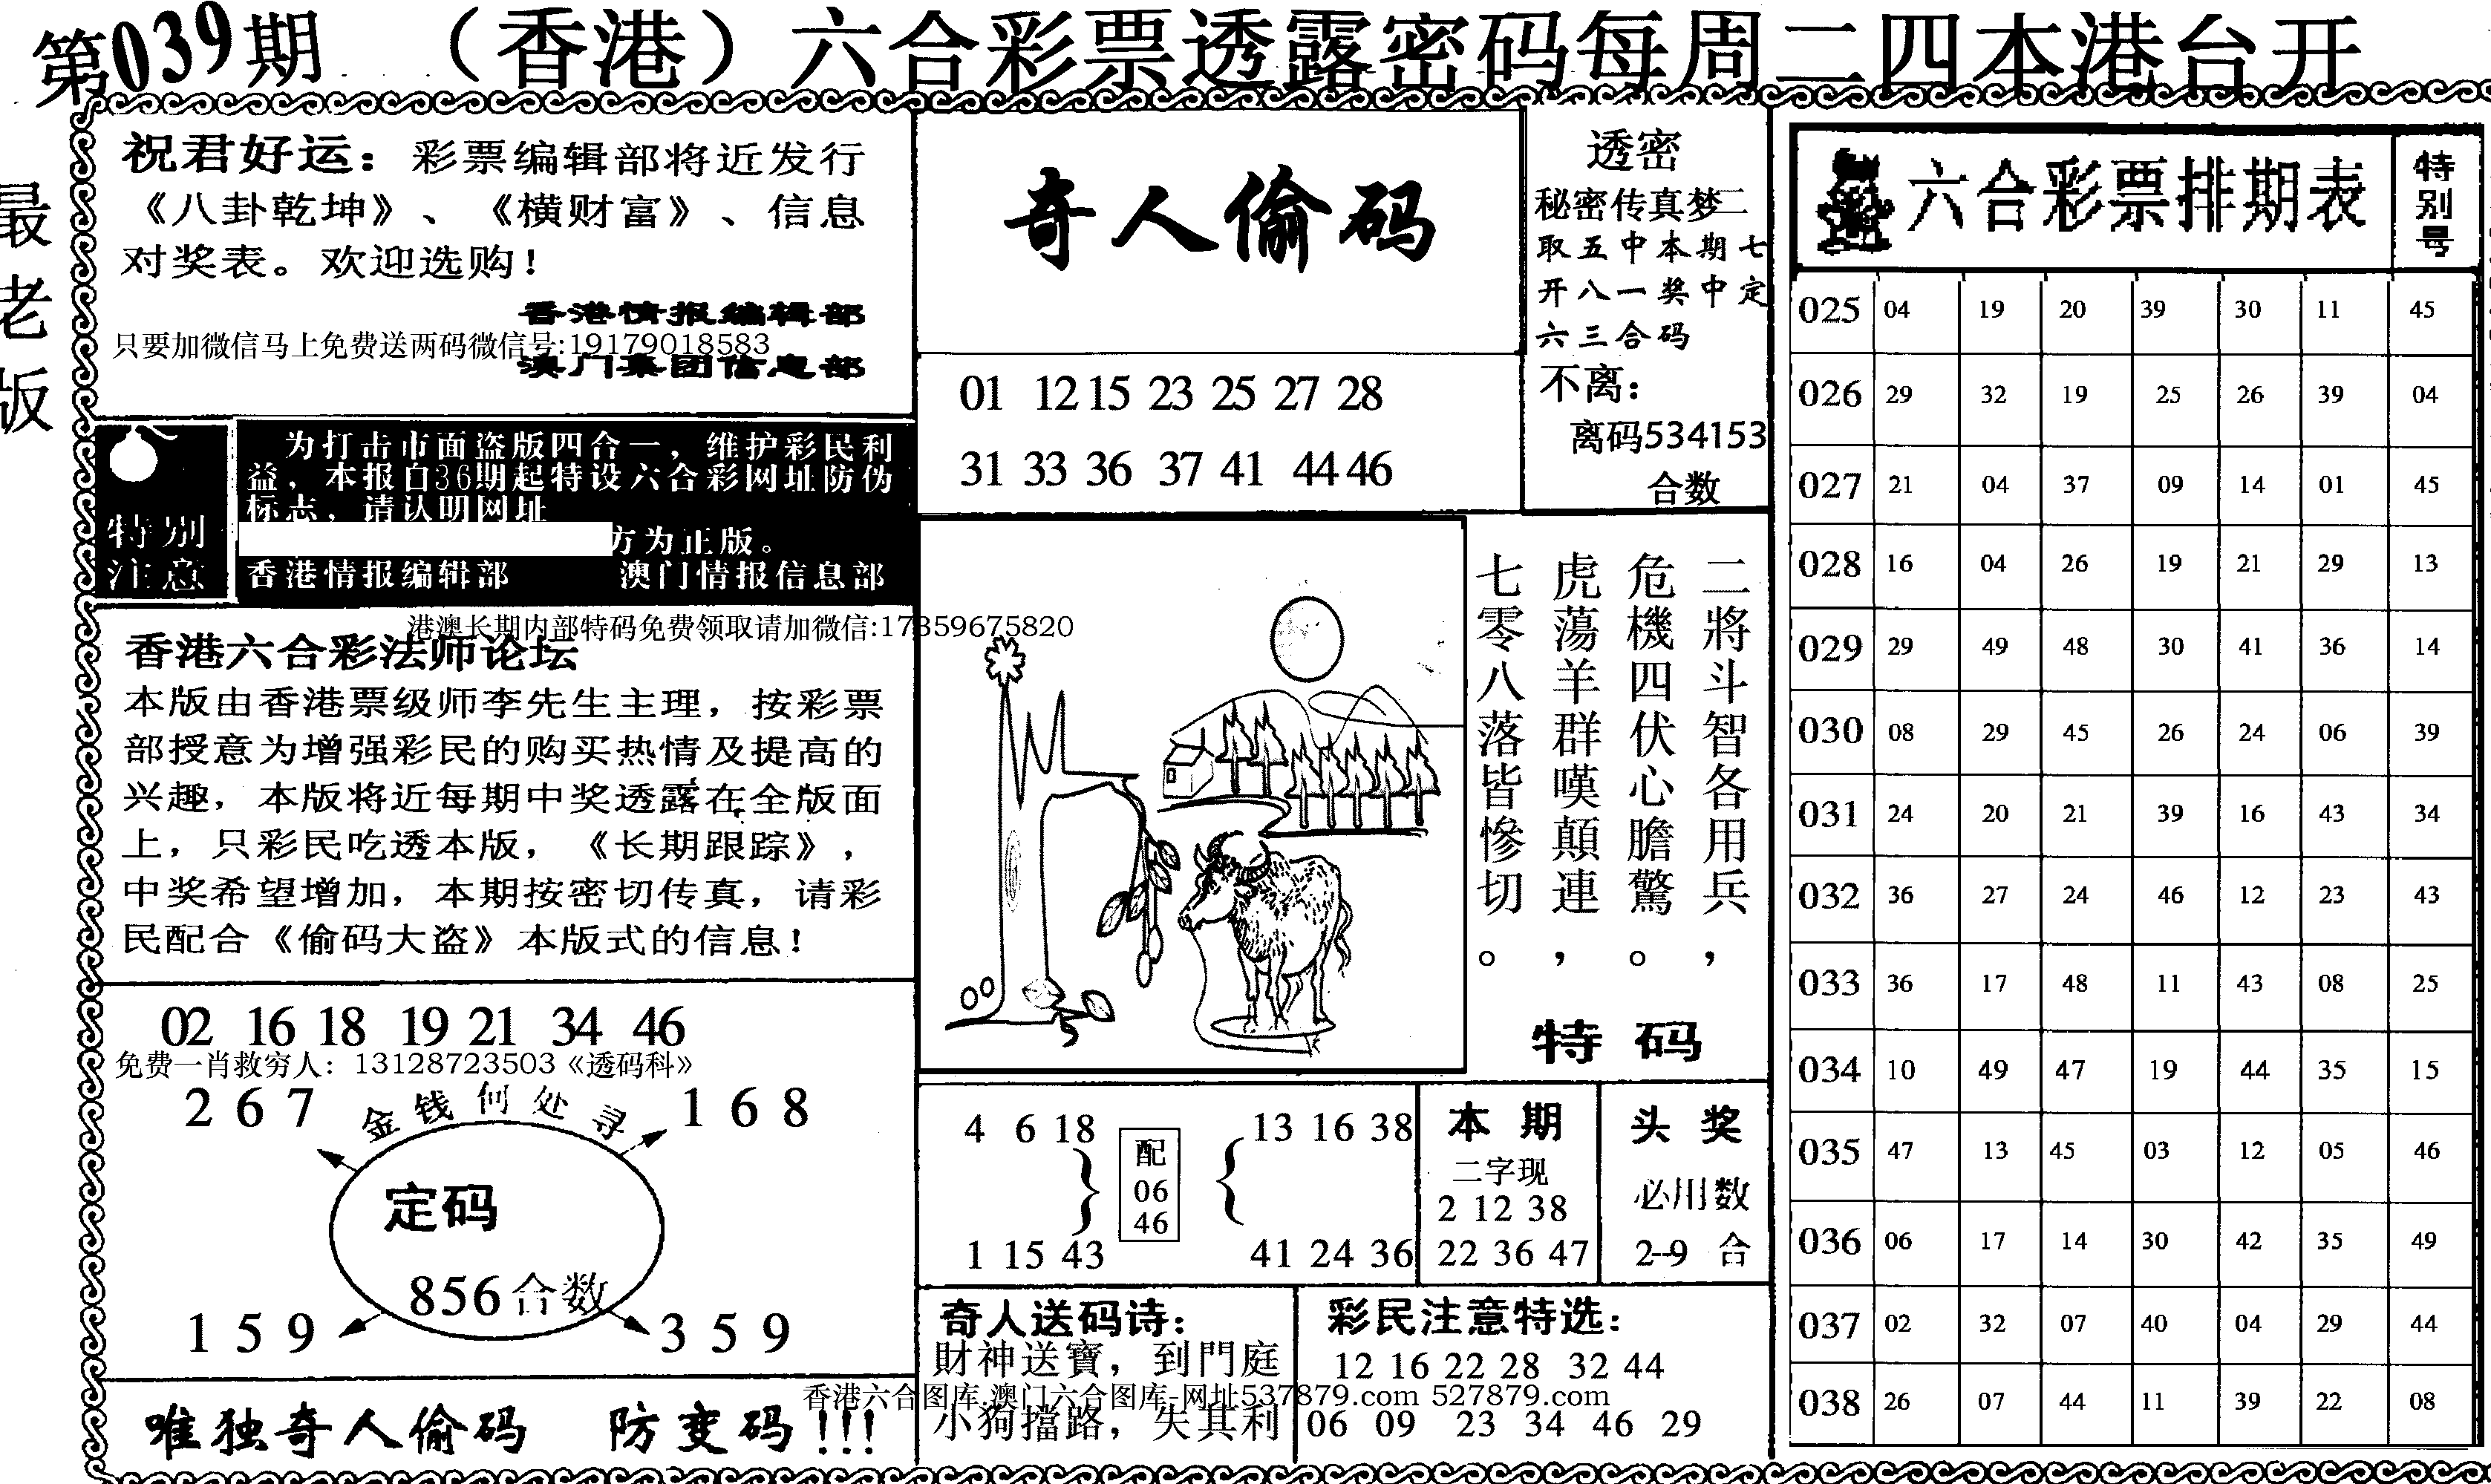 第039期 （香港）六合彩票透露密码每周二四本港台开
最老版
祝君好运：彩票编辑部将近发行
《八卦乾坤》、《横财富》、信息
对奖表。欢迎选购！
香港情报编辑部
只要加微信马上免费送两码微信号:19179018583
澳门集团信息部
特别
注意
为打击市面盗版四合一，维护彩民利
益，本报自36期起特设六合彩网址防伪
标志，请认明网址
方为正版。
香港情报编辑部 澳门情报信息部
港澳长期内部特码免费领取请加微信:17359675820
香港六合彩法师论坛
本版由香港票级师李先生主理，按彩票
部授意为增强彩民的购买热情及提高的
兴趣，本版将近每期中奖透露在全版面
上，只彩民吃透本版，《长期跟踪》，
中奖希望增加，本期按密切传真，请彩
民配合《偷码大盗》本版式的信息！
02 16 18 19 21 34 46
免费一肖救穷人：13128723503《透码科》
267 金钱何处寻 168
定码
856合数
159 359
唯独奇人偷码 防变码!!!
奇人偷码
01 12 15 23 25 27 28
31 33 36 37 41 44 46
透密
秘密传真梦二
取五中本期七
开八一奖中定
六三合码
不离：
离码534153
合数
二將斗智各用兵，
危機四伏心膽驚。
虎蕩羊群嘆顛連，
七零八落皆慘切。
特码
4 6 18
1 15 43
配
06
46
13 16 38
41 24 36
本期
二字现
2 12 38
22 36 47
头奖
必用数
2-9 合
奇人送码诗：
財神送寶，到門庭
小狗擋路，失其利
彩民注意特选：
12 16 22 28 32 44
香港六合图库,澳门六合图库-网址537879.com 527879.com
06 09 23 34 46 29
六合彩票排期表 特别号
025 04 19 20 39 30 11 45
026 29 32 19 25 26 39 04
027 21 04 37 09 14 01 45
028 16 04 26 19 21 29 13
029 29 49 48 30 41 36 14
030 08 29 45 26 24 06 39
031 24 20 21 39 16 43 34
032 36 27 24 46 12 23 43
033 36 17 48 11 43 08 25
034 10 49 47 19 44 35 15
035 47 13 45 03 12 05 46
036 06 17 14 30 42 35 49
037 02 32 07 40 04 29 44
038 26 07 44 11 39 22 08